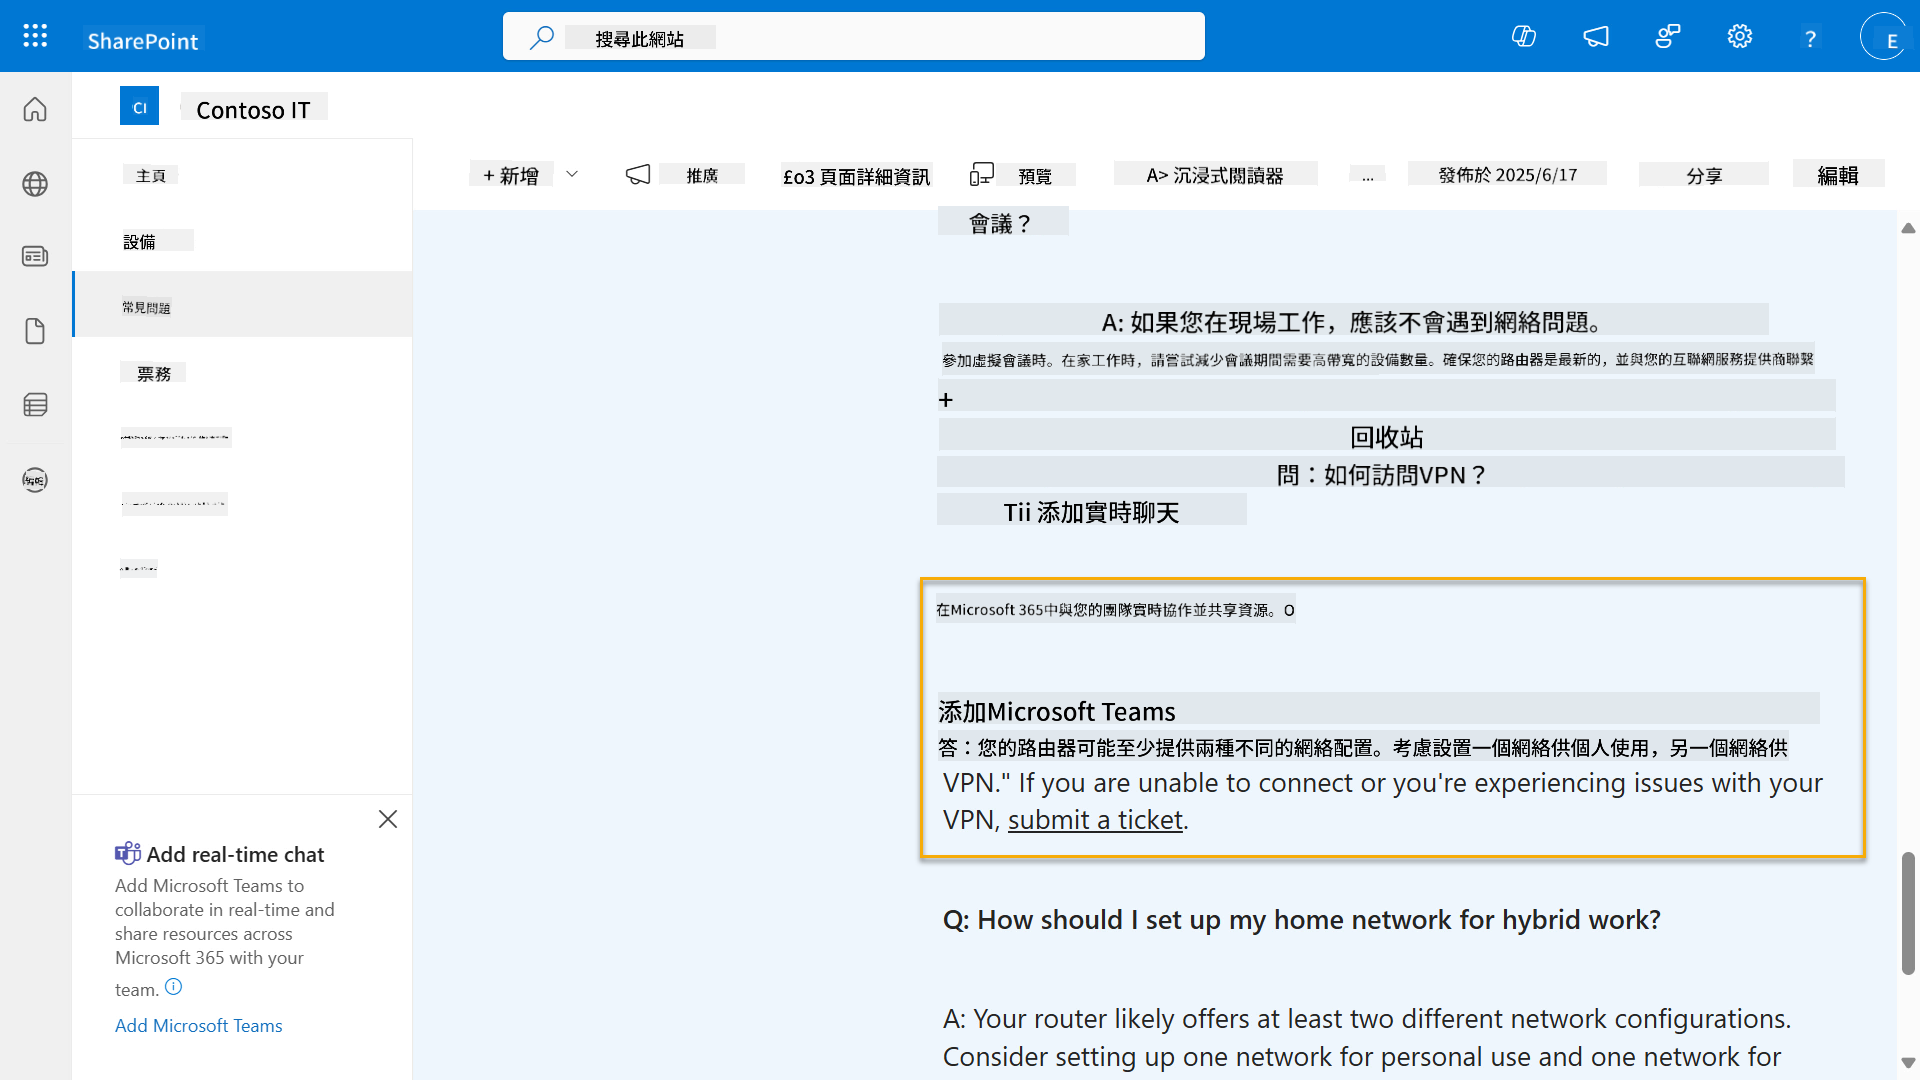 SharePoint
搜尋此網站
?
E
CI
Contoso IT
主頁
設備
常見問題
票務
+ 新增
推廣
£o3 頁面詳細資訊
預覽
A> 沉浸式閱讀器
...
發佈於 2025/6/17
分享
編輯
會議？
A: 如果您在現場工作，應該不會遇到網絡問題。
參加虛擬會議時。在家工作時，請嘗試減少會議期間需要高帶寬的設備數量。確保您的路由器是最新的，並與您的互聯網服務提供商聯繫
+
回收站
問：如何訪問VPN？
Tii 添加實時聊天
在Microsoft 365中與您的團隊實時協作並共享資源。O
添加Microsoft Teams
答：您的路由器可能至少提供兩種不同的網絡配置。考慮設置一個網絡供個人使用，另一個網絡供
VPN." If you are unable to connect or you're experiencing issues with your
VPN, submit a ticket.
Q: How should I set up my home network for hybrid work?
A: Your router likely offers at least two different network configurations.
Consider setting up one network for personal use and one network for
Add real-time chat
Add Microsoft Teams to
collaborate in real-time and
share resources across
Microsoft 365 with your
team.
Add Microsoft Teams